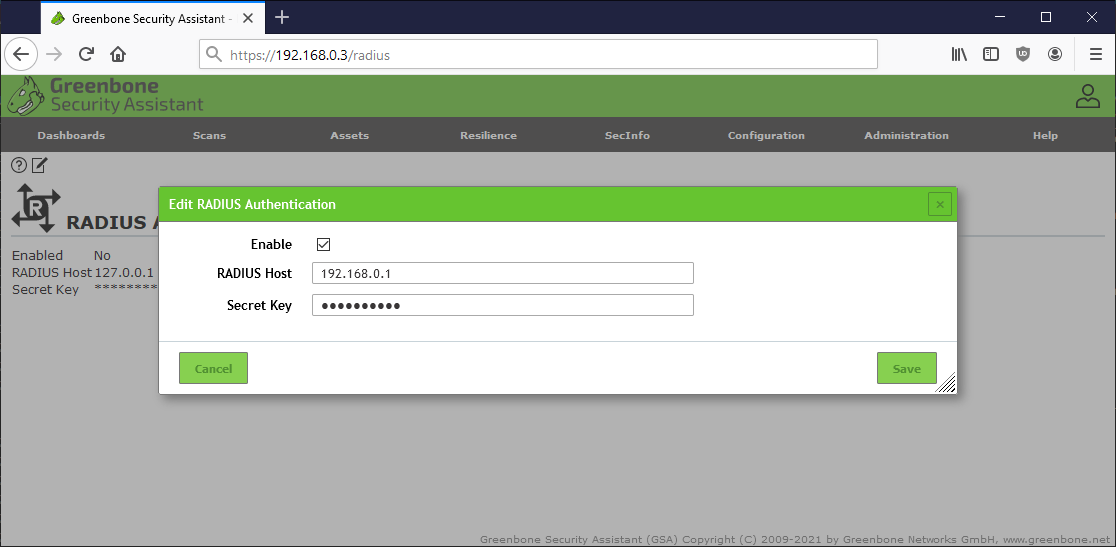 Greenbone Security Assistant -
https://192.168.0.3/radius
Greenbone
Security Assistant
Dashboards Scans Assets Resilience SecInfo Configuration Administration Help
RADIUS A
Edit RADIUS Authentication
Enabled No
RADIUS Host 127.0.0.1
Secret Key ********
Enable
RADIUS Host 192.168.0.1
Secret Key ●●●●●●●●●●
Cancel Save
Greenbone Security Assistant (GSA) Copyright (C) 2009-2021 by Greenbone Networks GmbH, www.greenbone.net